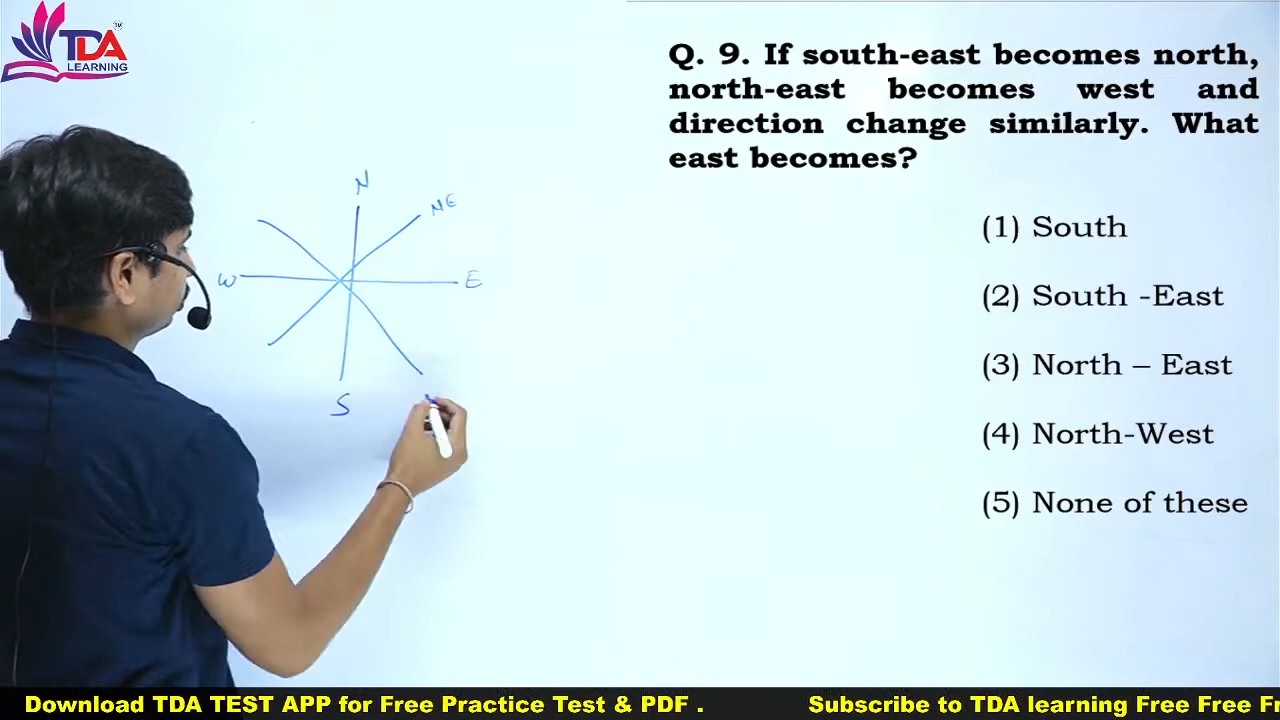 TDA
LEARNING
Q. 9. If south-east becomes north,
north-east becomes west and
direction change similarly. What
east becomes?
(1) South
(2) South -East
(3) North – East
(4) North-West
(5) None of these
N
NE
W
E
S
Download TDA TEST APP for Free Practice Test & PDF .
Subscribe to TDA learning Free Free Fr